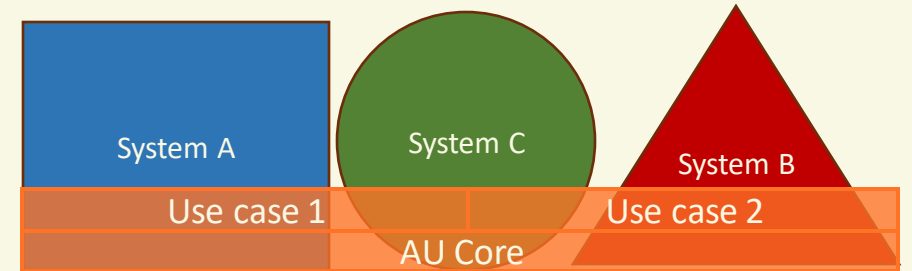 System A
System C
System B
Use case 1
Use case 2
AU Core